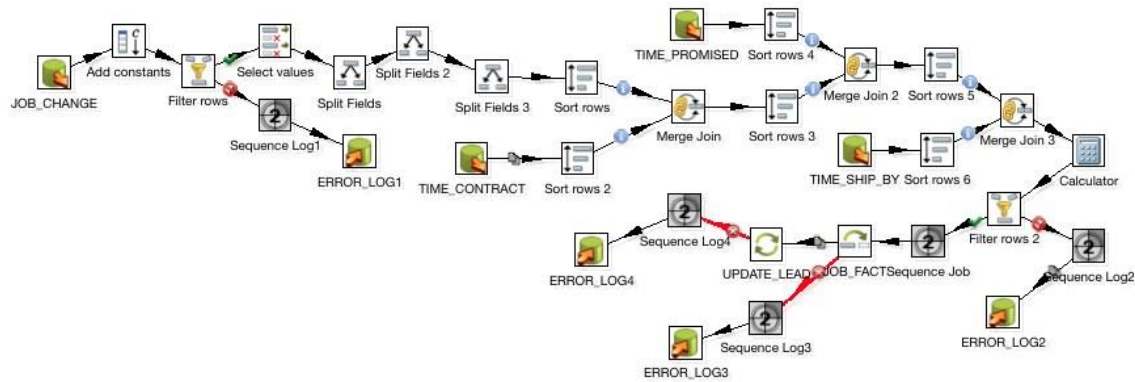 TIME_PROMISED
Sort rows 4
JOB_CHANGE
Add constants
Filter rows
Select values
Split Fields
Split Fields 2
Split Fields 3
Sort rows
Merge Join
Sort rows 3
Merge Join 2
Sort rows 5
Merge Join 3
Sequence Log1
ERROR_LOG1
TIME_CONTRACT
Sort rows 2
TIME_SHIP_BY
Sort rows 6
Calculator
Filter rows 2
Sequence Log4
ERROR_LOG4
UPDATE_LEAD
JOB_FACT
Sequence Job
Sequence Log2
ERROR_LOG2
Sequence Log3
ERROR_LOG3